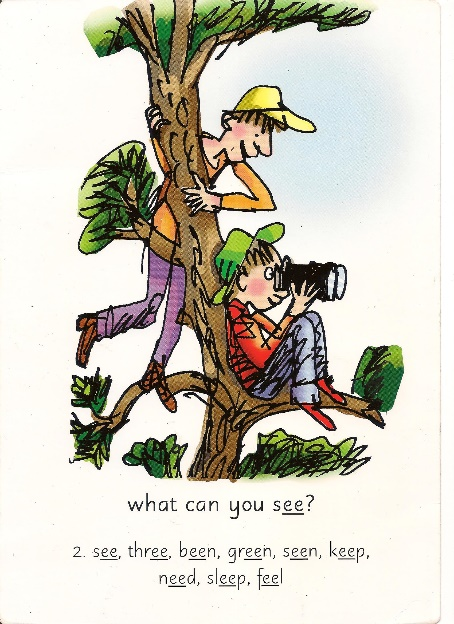 what can you see?
2. see, three, been, green, seen, keep,
need, sleep, feel